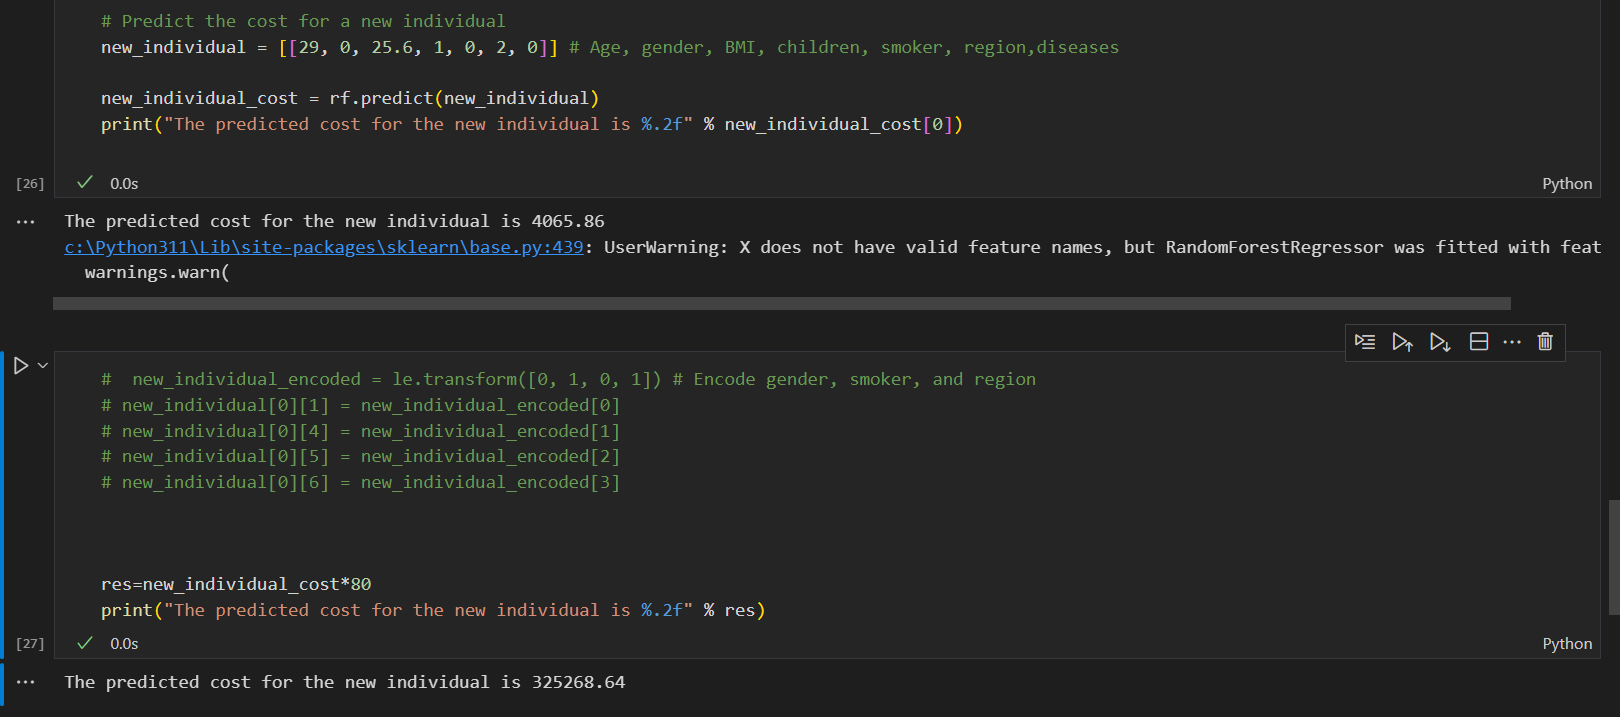 # Predict the cost for a new individual
new_individual = [[29, 0, 25.6, 1, 0, 2, 0]] # Age, gender, BMI, children, smoker, region,diseases
new_individual_cost = rf.predict(new_individual)
print("The predicted cost for the new individual is %.2f" % new_individual_cost[0])
[26] 0.0s Python
The predicted cost for the new individual is 4065.86
c:\Python311\Lib\site-packages\sklearn\base.py:439: UserWarning: X does not have valid feature names, but RandomForestRegressor was fitted with feat
warnings.warn(
# new_individual_encoded = le.transform([0, 1, 0, 1]) # Encode gender, smoker, and region
# new_individual[0][1] = new_individual_encoded[0]
# new_individual[0][4] = new_individual_encoded[1]
# new_individual[0][5] = new_individual_encoded[2]
# new_individual[0][6] = new_individual_encoded[3]
res=new_individual_cost*80
print("The predicted cost for the new individual is %.2f" % res)
[27] 0.0s Python
The predicted cost for the new individual is 325268.64